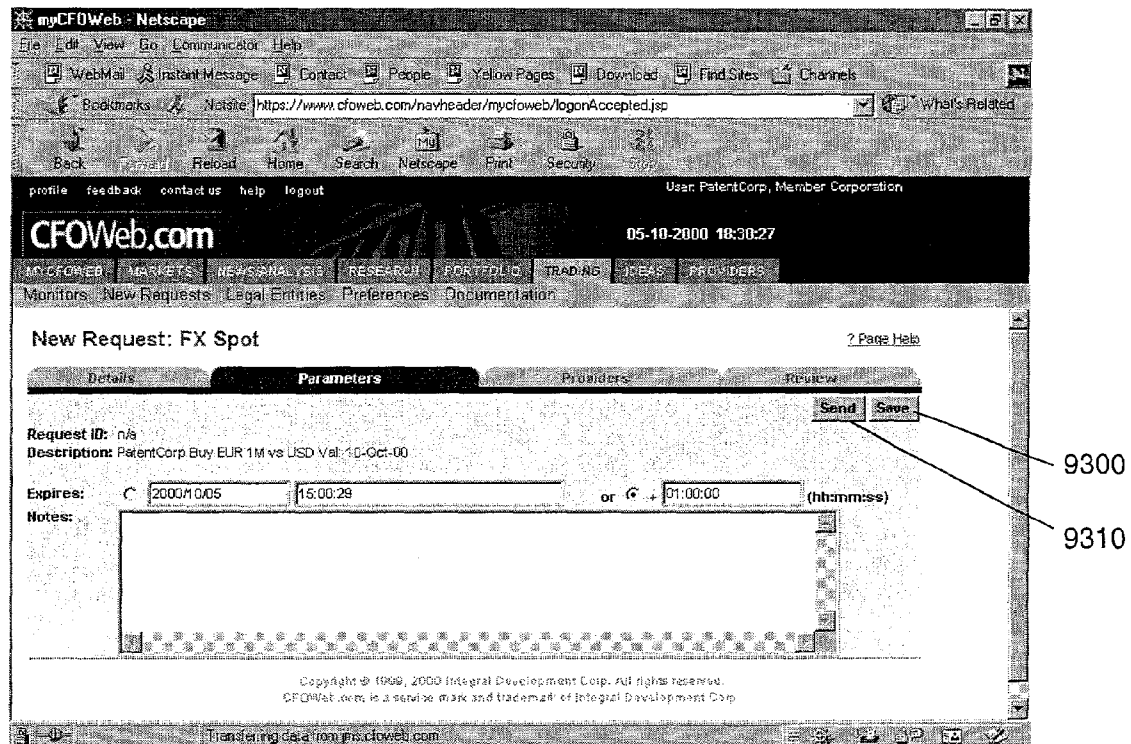 myCFOWeb - Netscape
File Edit View Go Communicator Help
WebMail Instant Message Contact People Yellow Pages Download Find Sites Channels
Bookmarks Netsite https://www.cfoweb.com/navheader/mycfoweb/logonAccepted.jsp What's Related
Back Forward Reload Home Search Netscape Print Security Stop
My
profile feedback contact us help logout User: PatentCorp, Member Corporation
CFOWeb.com 05-10-2000 18:30:27
MYCFOWEB MARKETS NEWS/ANALYSIS RESEARCH PORTFOLIO TRADING IDEAS PROVIDERS
Monitors New Requests Legal Entities Preferences Documentation
New Request: FX Spot ? Page Help
Details Parameters Providers Review
Send Save
Request ID: n/a
Description: PatentCorp Buy EUR 1M vs USD Val: 10-Oct-00
9300
Expires: 2000/10/05 15:00:29 or + 01:00:00 (hh:mm:ss)
Notes:
9310
Copyright © 1999, 2000 Integral Development Corp. All rights reserved.
CFOWeb.com is a service mark and trademark of Integral Development Corp
Transferring data from jms.cfoweb.com